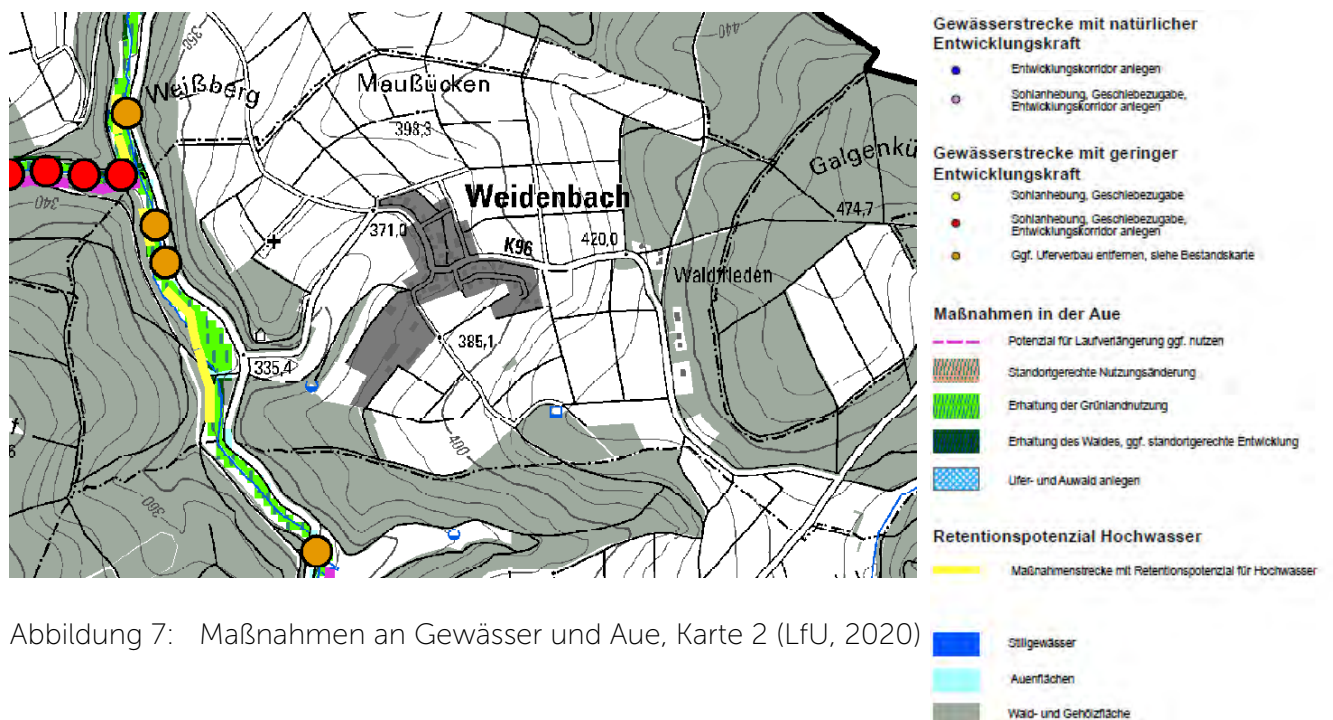 360
440
Weißberg
Maußücken
398,3
Galgenkü
340
Weidenbach
474,7
371,0
K96
420,0
Waldfrieden
385,1
335,4
400
360
Abbildung 7: Maßnahmen an Gewässer und Aue, Karte 2 (LfU, 2020)
Gewässerstrecke mit natürlicher
Entwicklungskraft
Entwicklungskorridor anlegen
Sohlanhebung, Geschiebezugabe,
Entwicklungskorridor anlegen
Gewässerstrecke mit geringer
Entwicklungskraft
Sohlanhebung, Geschiebezugabe
Sohlanhebung, Geschiebezugabe,
Entwicklungskorridor anlegen
Ggf. Uferverbau entfernen, siehe Bestandskarte
Maßnahmen in der Aue
Potenzial für Laufverlängerung ggf. nutzen
Standortgerechte Nutzungsänderung
Erhaltung der Grünlandnutzung
Erhaltung des Waldes, ggf. standortgerechte Entwicklung
Ufer- und Auwald anlegen
Retentionspotenzial Hochwasser
Maßnahmenstrecke mit Retentionspotenzial für Hochwasser
Stillgewässer
Auenflächen
Wald- und Gehölzfläche